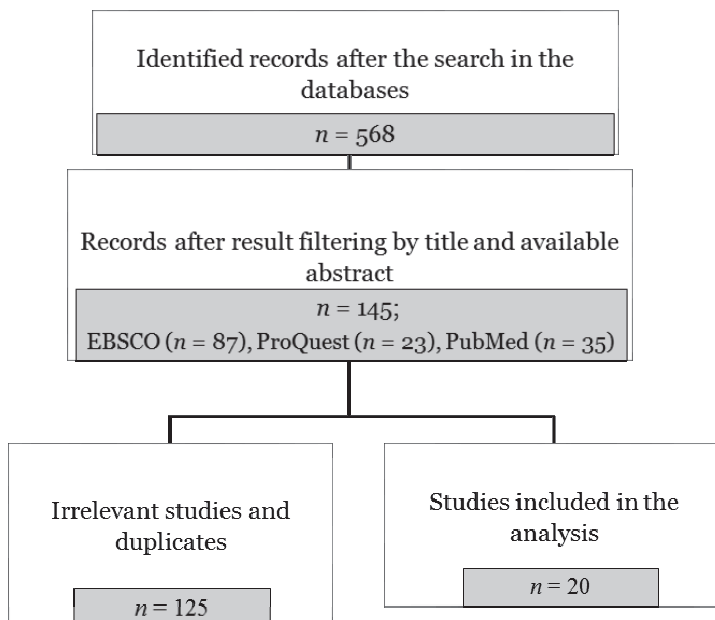 Identified records after the search in the
databases
n = 568
Records after result filtering by title and available
abstract
n = 145;
EBSCO (n = 87), ProQuest (n = 23), PubMed (n = 35)
Irrelevant studies and
duplicates
n = 125
Studies included in the
analysis
n = 20